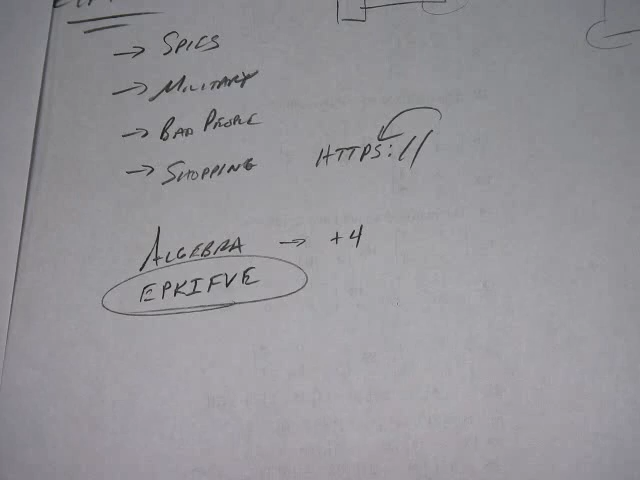 → SPIES
→ MILITARY
→ BAD PEOPLE
→ SHOPPING
HTTPS://
ALGEBRA → +4
EPKIFVE